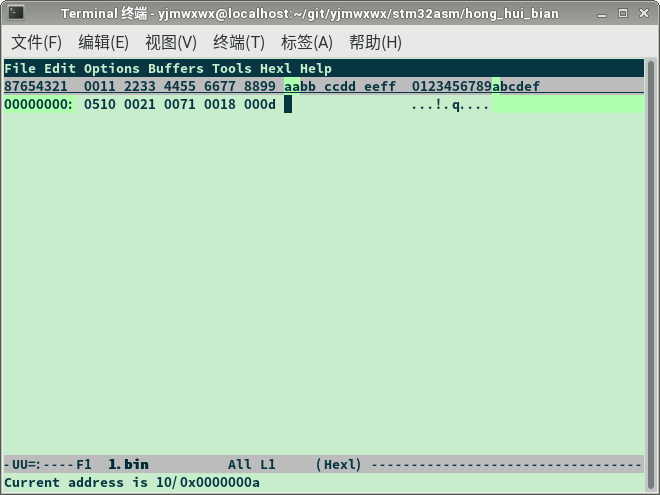 Terminal 终端 - yjmwxwx@localhost:~/git/yjmwxwx/stm32asm/hong_hui_bian
文件(F) 编辑(E) 视图(V) 终端(T) 标签(A) 帮助(H)
File Edit Options Buffers Tools Hexl Help
87654321  0011 2233 4455 6677 8899 aabb ccdd eeff  0123456789abcdef
00000000: 0510 0021 0071 0018 000d                 ...!.q....
-UU=:----F1  1.bin          All L1     (Hexl) ----------------------------------
Current address is 10/0x0000000a